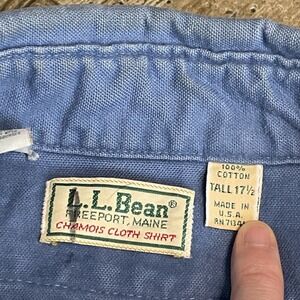 L.L.Bean®
FREEPORT, MAINE
CHAMOIS CLOTH SHIRT
100%
COTTON
TALL 17½
MADE IN
U.S.A.